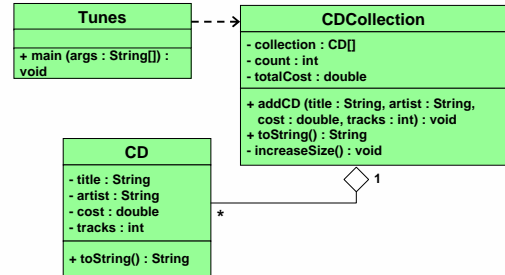 Tunes
+ main (args : String[]) :
void
CDCollection
- collection : CD[]
- count : int
- totalCost : double
+ addCD (title : String, artist : String,
cost : double, tracks : int) : void
+ toString() : String
- increaseSize() : void
1
*
CD
- title : String
- artist : String
- cost : double
- tracks : int
+ toString() : String